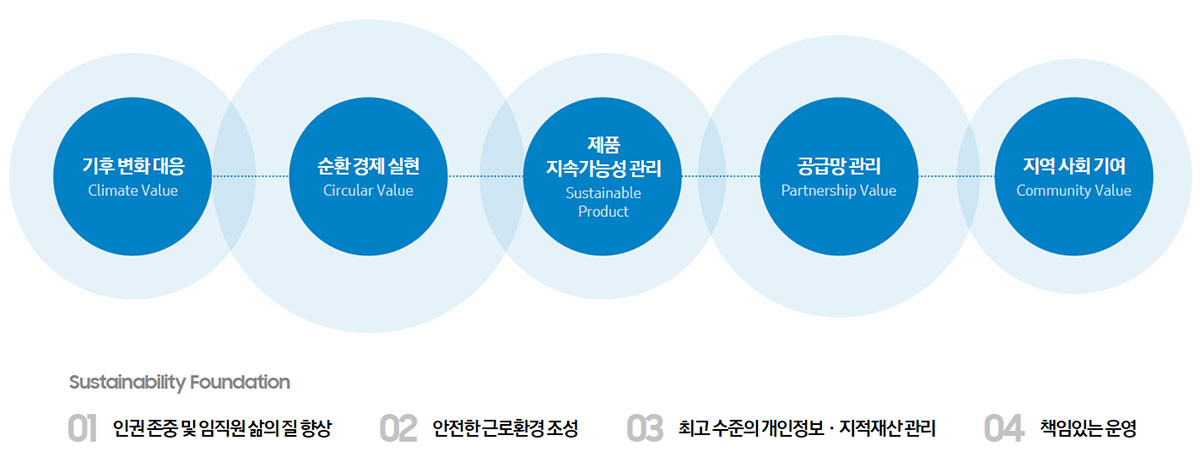 기후 변화 대응
Climate Value
순환 경제 실현
Circular Value
제품
지속가능성 관리
Sustainable
Product
공급망 관리
Partnership Value
지역 사회 기여
Community Value
Sustainability Foundation
01 인권 존중 및 임직원 삶의 질 향상
02 안전한 근로환경 조성
03 최고 수준의 개인정보 · 지적재산 관리
04 책임있는 운영